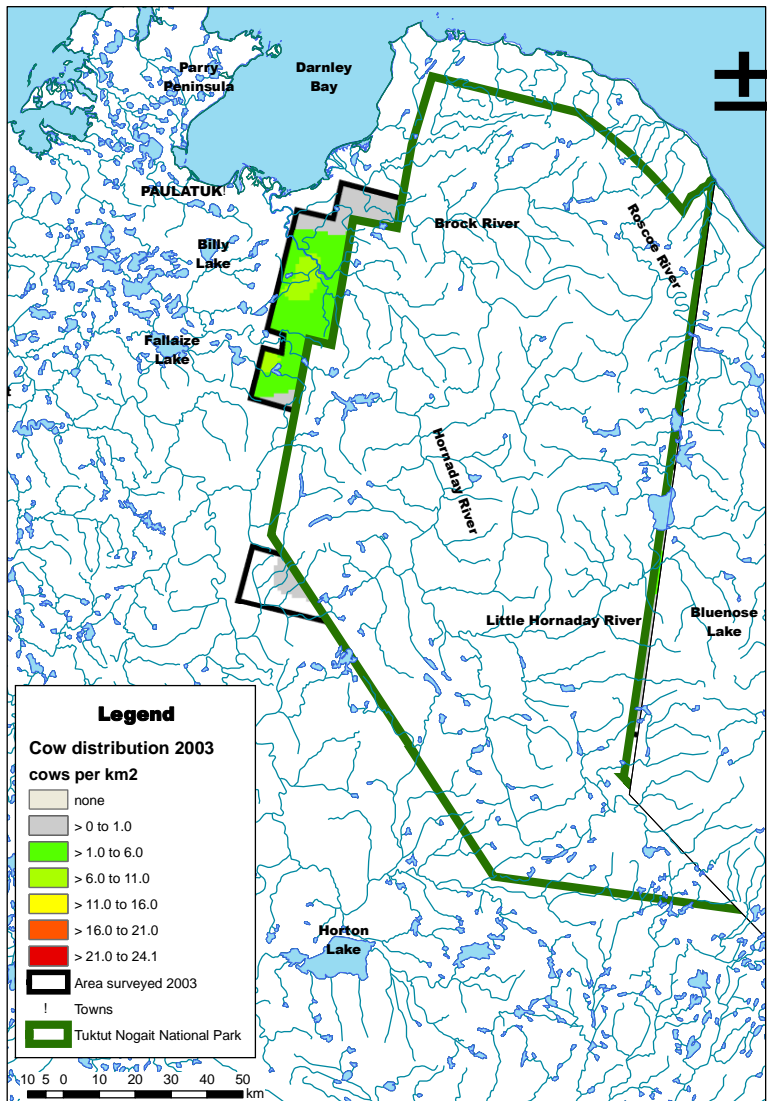 Parry
Peninsula
Darnley
Bay
PAULATUK!
Brock River
Roscoe River
Billy
Lake
Fallaize
Lake
t
Hornaday River
Little Hornaday River
Bluenose
Lake
Legend
Cow distribution 2003
cows per km2
none
> 0 to 1.0
> 1.0 to 6.0
> 6.0 to 11.0
> 11.0 to 16.0
> 16.0 to 21.0
> 21.0 to 24.1
Area surveyed 2003
! Towns
Tuktut Nogait National Park
Horton
Lake
10 5 0 10 20 30 40 50
km